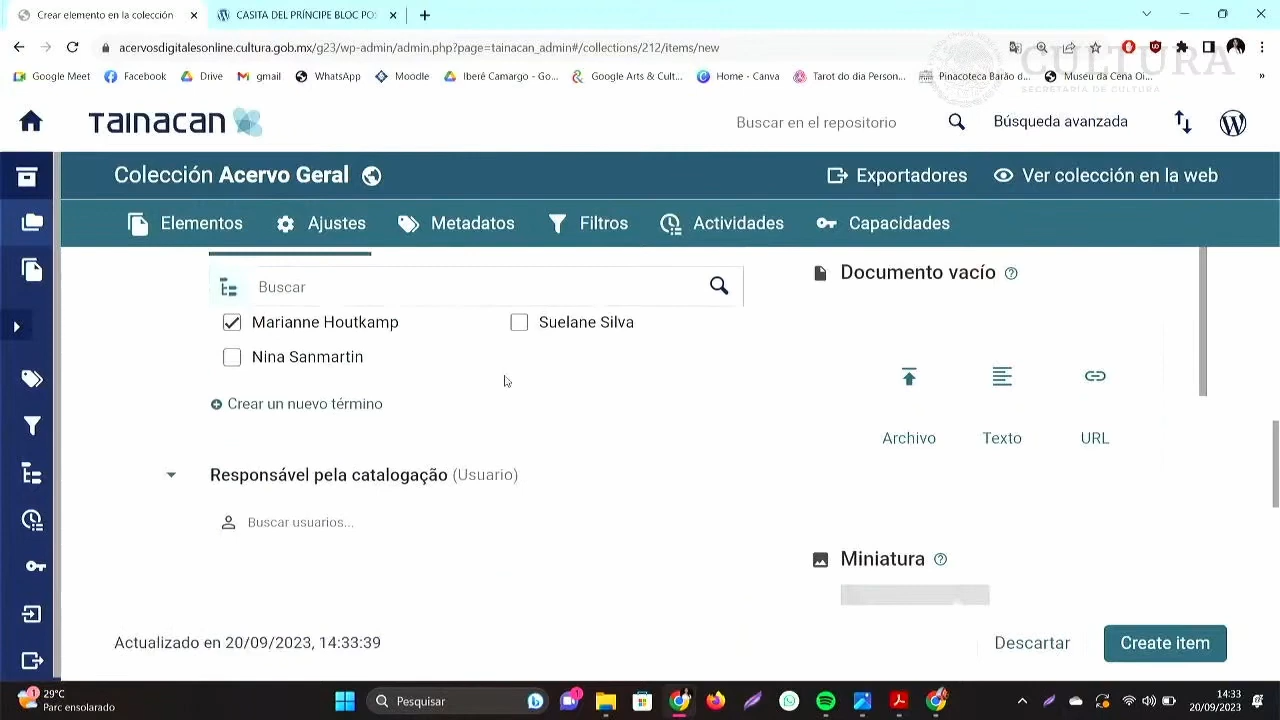 Crear elemento en la colección
CASITA DEL PRÍNCIPE BLOC PO
acervosdigitalesonline.cultura.gob.mx/g23/wp-admin/admin.php?page=tainacan_admin#/collections/212/items/new
CULTURA
SECRETARÍA DE CULTURA
Google Meet
Facebook
Drive
gmail
WhatsApp
Moodle
Iberê Camargo - Go...
Google Arts & Cult...
Home - Canva
Tarot do dia Person...
Pinacoteca Barão d...
Museu da Cena Ol...
TaINaCaN
Buscar en el repositorio
Búsqueda avanzada
Colección Acervo Geral
Exportadores
Ver colección en la web
Elementos
Ajustes
Metadatos
Filtros
Actividades
Capacidades
Documento vacío
Buscar
Marianne Houtkamp
Suelane Silva
Nina Sanmartin
Crear un nuevo término
Archivo
Texto
URL
Responsável pela catalogação (Usuario)
Buscar usuarios...
Miniatura
Actualizado en 20/09/2023, 14:33:39
Descartar
Create item
1
29°C
Parc ensolarado
Pesquisar
1
14:33
20/09/2023